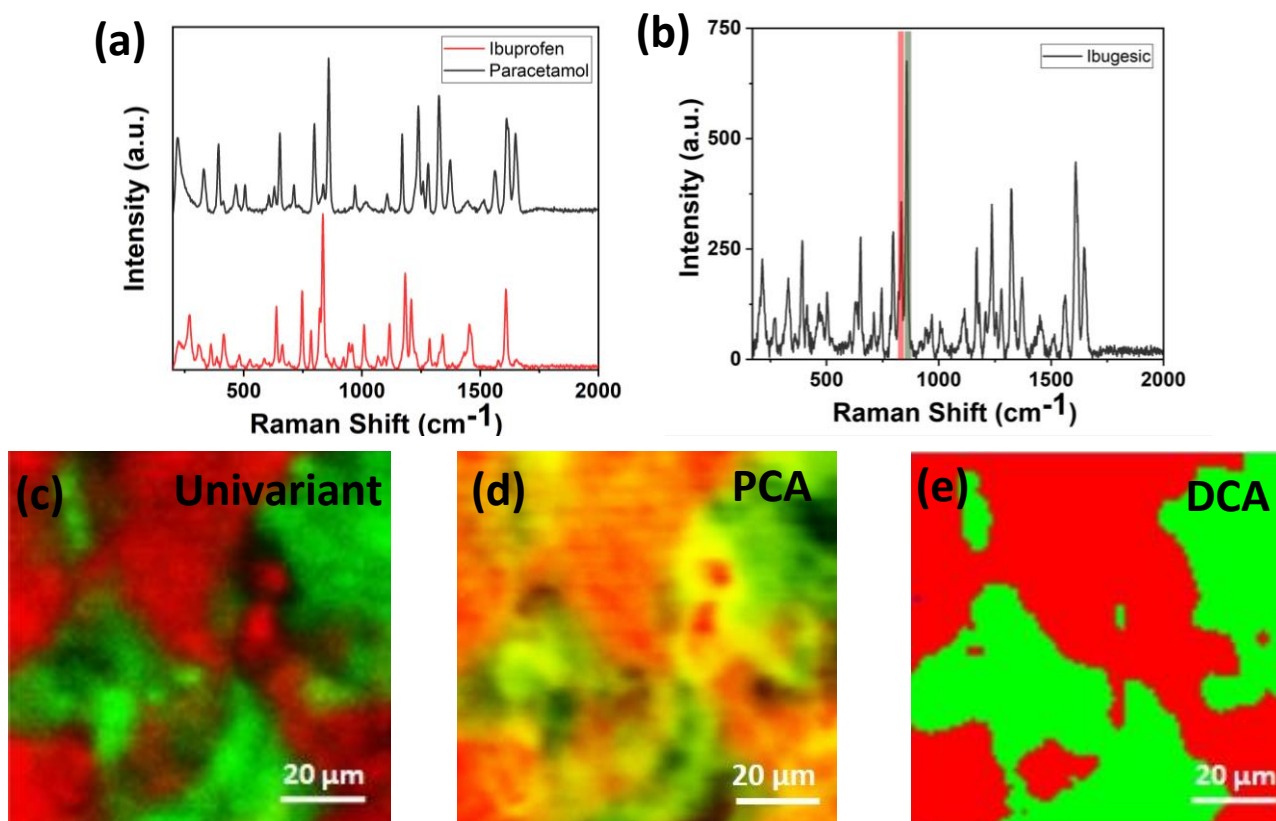 (a)
Ibuprofen
Paracetamol
Intensity (a.u.)
500
1000
1500
2000
Raman Shift (cm-1)
(b)
Ibugesic
Intensity (a.u.)
750
500
250
0
500
1000
1500
2000
Raman Shift (cm-1)
(c)
Univariant
20 µm
(d)
PCA
20 µm
(e)
DCA
20 µm